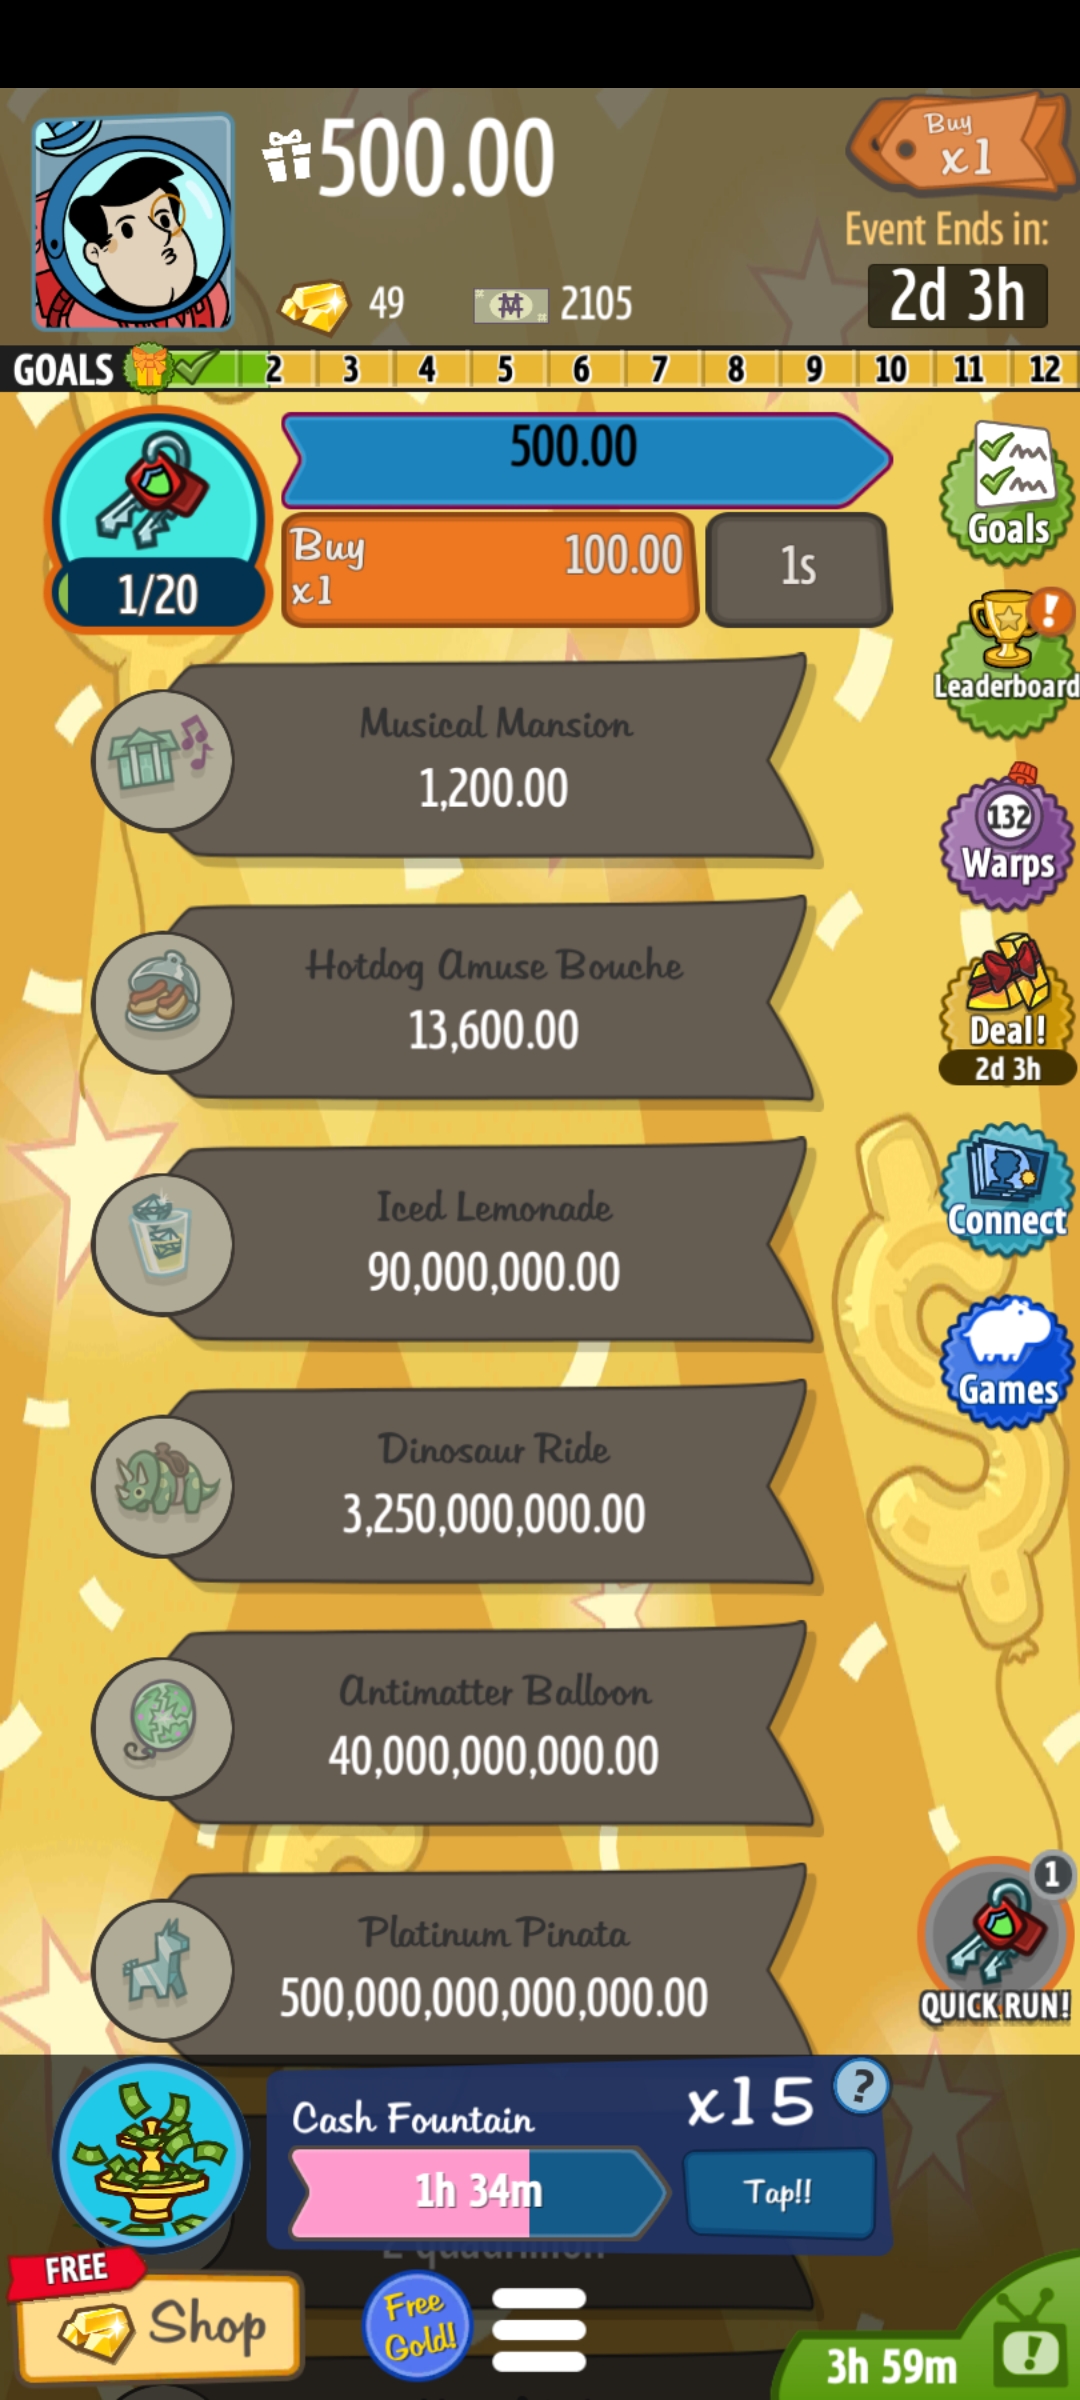 500.00
Buy
x1
Event Ends in:
49
2105
2d 3h
GOALS 2 3 4 5 6 7 8 9 10 11 12
500.00
Goals
1/20
Buy
x1
100.00
1s
Leaderboard
Musical Mansion
1,200.00
132
Warps
Hotdog Amuse Bouche
13,600.00
Deal!
2d 3h
Iced Lemonade
90,000,000.00
Connect
Games
Dinosaur Ride
3,250,000,000.00
Antimatter Balloon
40,000,000,000.00
1
QUICK RUN!
Platinum Pinata
500,000,000,000,000.00
Cash Fountain
x15
?
1h 34m
Tap!!
2 quadrillion
FREE
Shop
Free
Gold!
3h 59m
!